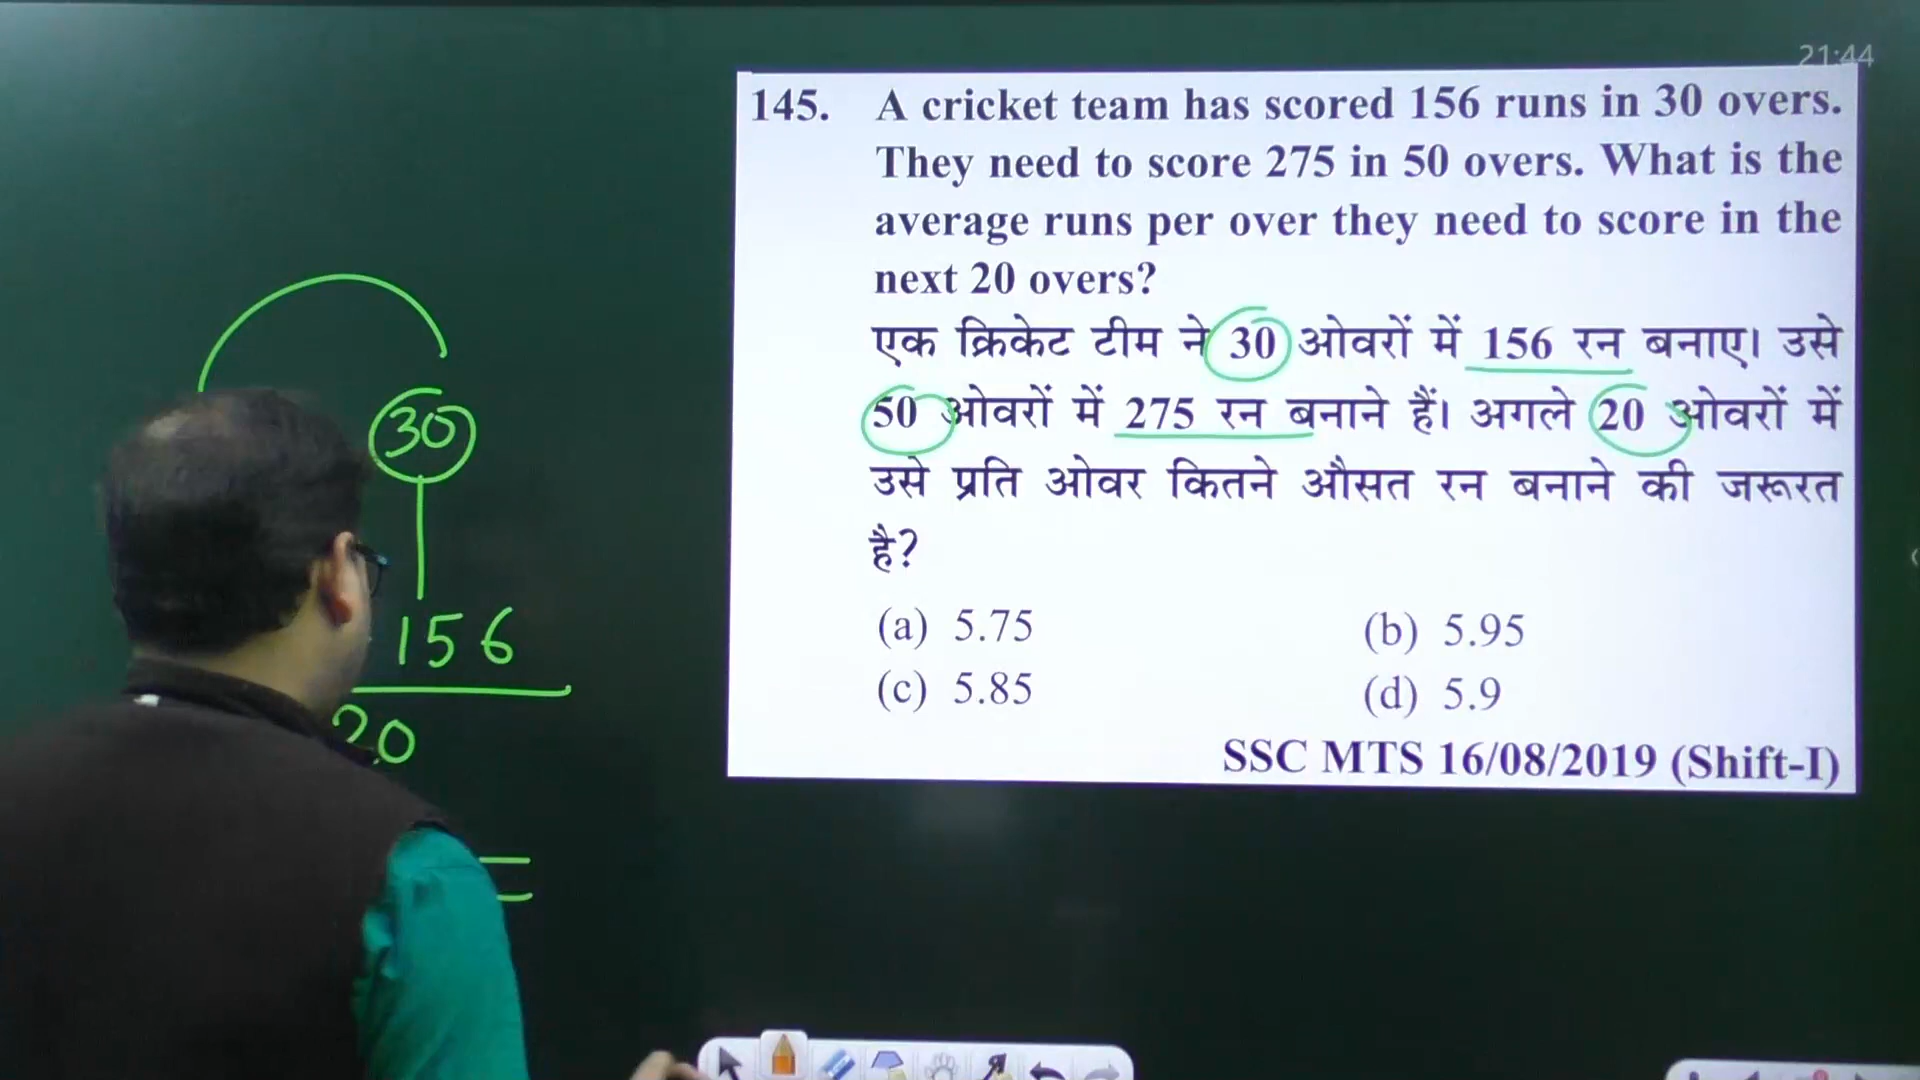 21:44
145. A cricket team has scored 156 runs in 30 overs.
They need to score 275 in 50 overs. What is the
average runs per over they need to score in the
next 20 overs?
एक क्रिकेट टीम ने 30 ओवरों में 156 रन बनाए। उसे
50 ओवरों में 275 रन बनाने हैं। अगले 20 ओवरों में
उसे प्रति ओवर कितने औसत रन बनाने की जरूरत
है?
(a) 5.75 (b) 5.95
(c) 5.85 (d) 5.9
SSC MTS 16/08/2019 (Shift-I)
30
156
20
=